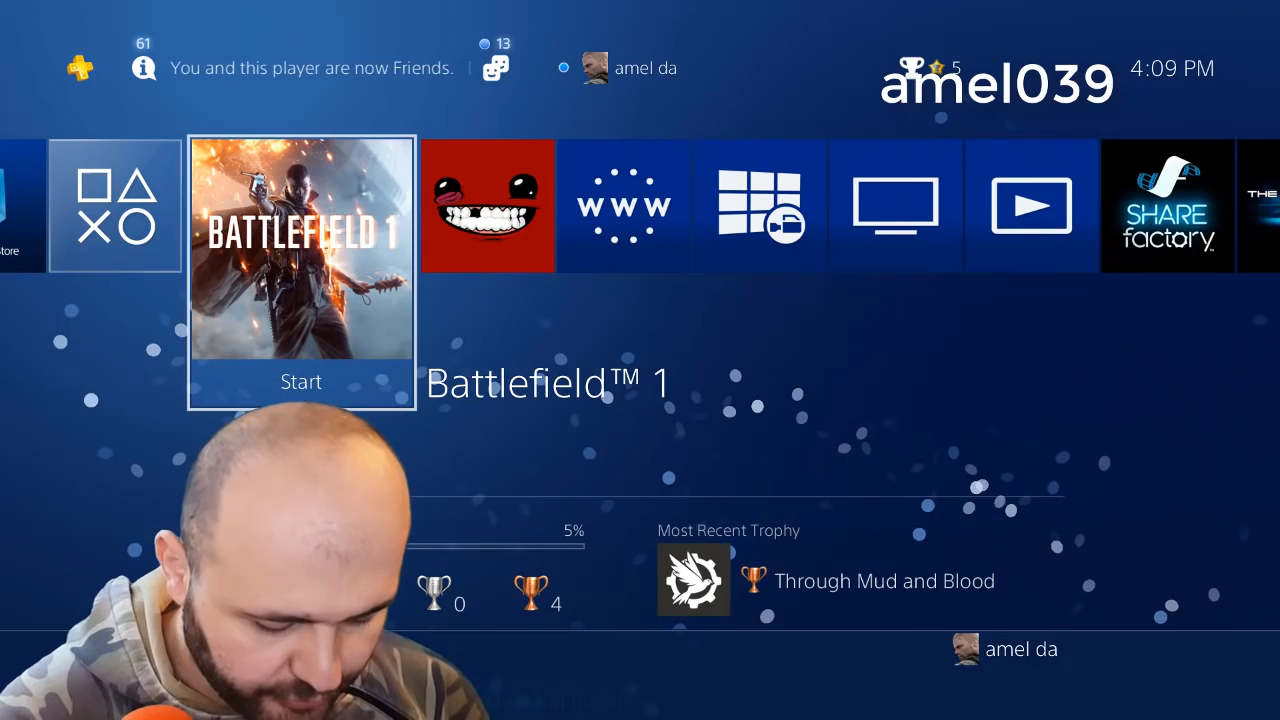 61
You and this player are now Friends.
13
amel da
5
amel039
4:09 PM
tore
BATTLEFIELD 1
WWW
SHARE
factory™
THE
Start
Battlefield™ 1
5%
Most Recent Trophy
0
4
Through Mud and Blood
amel da